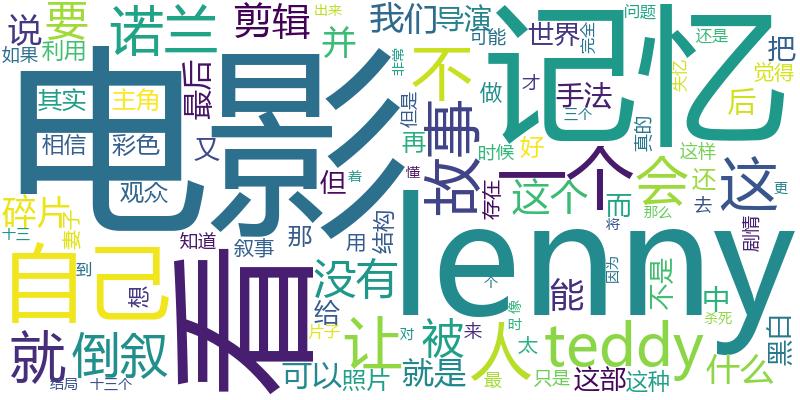 说 要 诺兰 剪辑 我们 导演 问题 还是
如果 利用 并 出来 可能 世界 完全 把
电影 记忆
最后 非常 不 才 手法 失忆 觉得
其实 主角 但是 做 三个 后
相信 彩色 又 再 故事 时候 好 真的 这样
观众 但 懂 一个 会 还 这
碎片 妻子 着 存在 这个 而 那么 去 更
十三 知道 叙事 那 用 结构 lenny 将 剧情
自己 到 想 看 没有 给 个 能 因为 不是 中
就 倒叙 片子 让 对 被 来 像 时 人 太 teddy 杀死 什么 黑白
结局 十三个 可以 照片 就是 最 只是 这部 这种